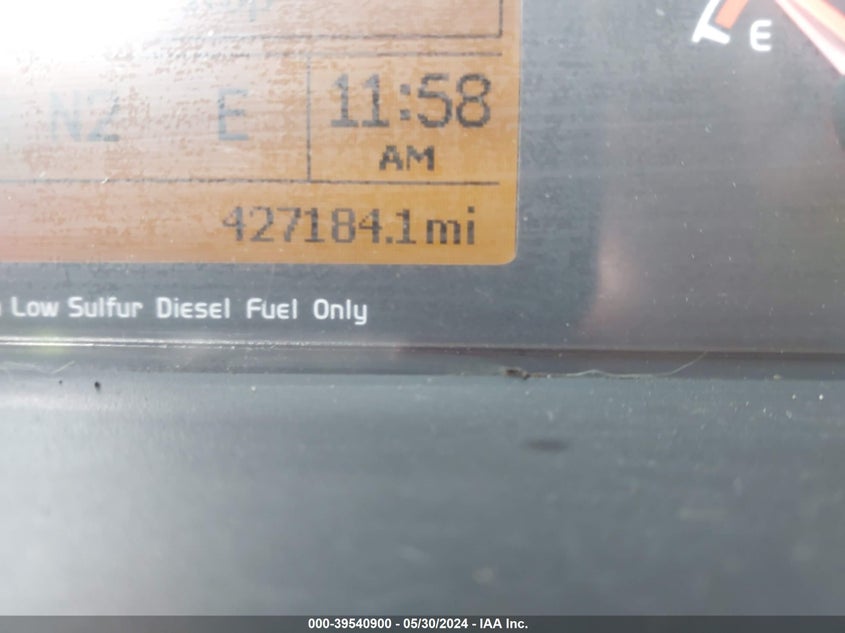 E
N2 E 11:58
AM
427184.1mi
Low Sulfur Diesel Fuel Only
000-39540900 - 05/30/2024 - IAA Inc.